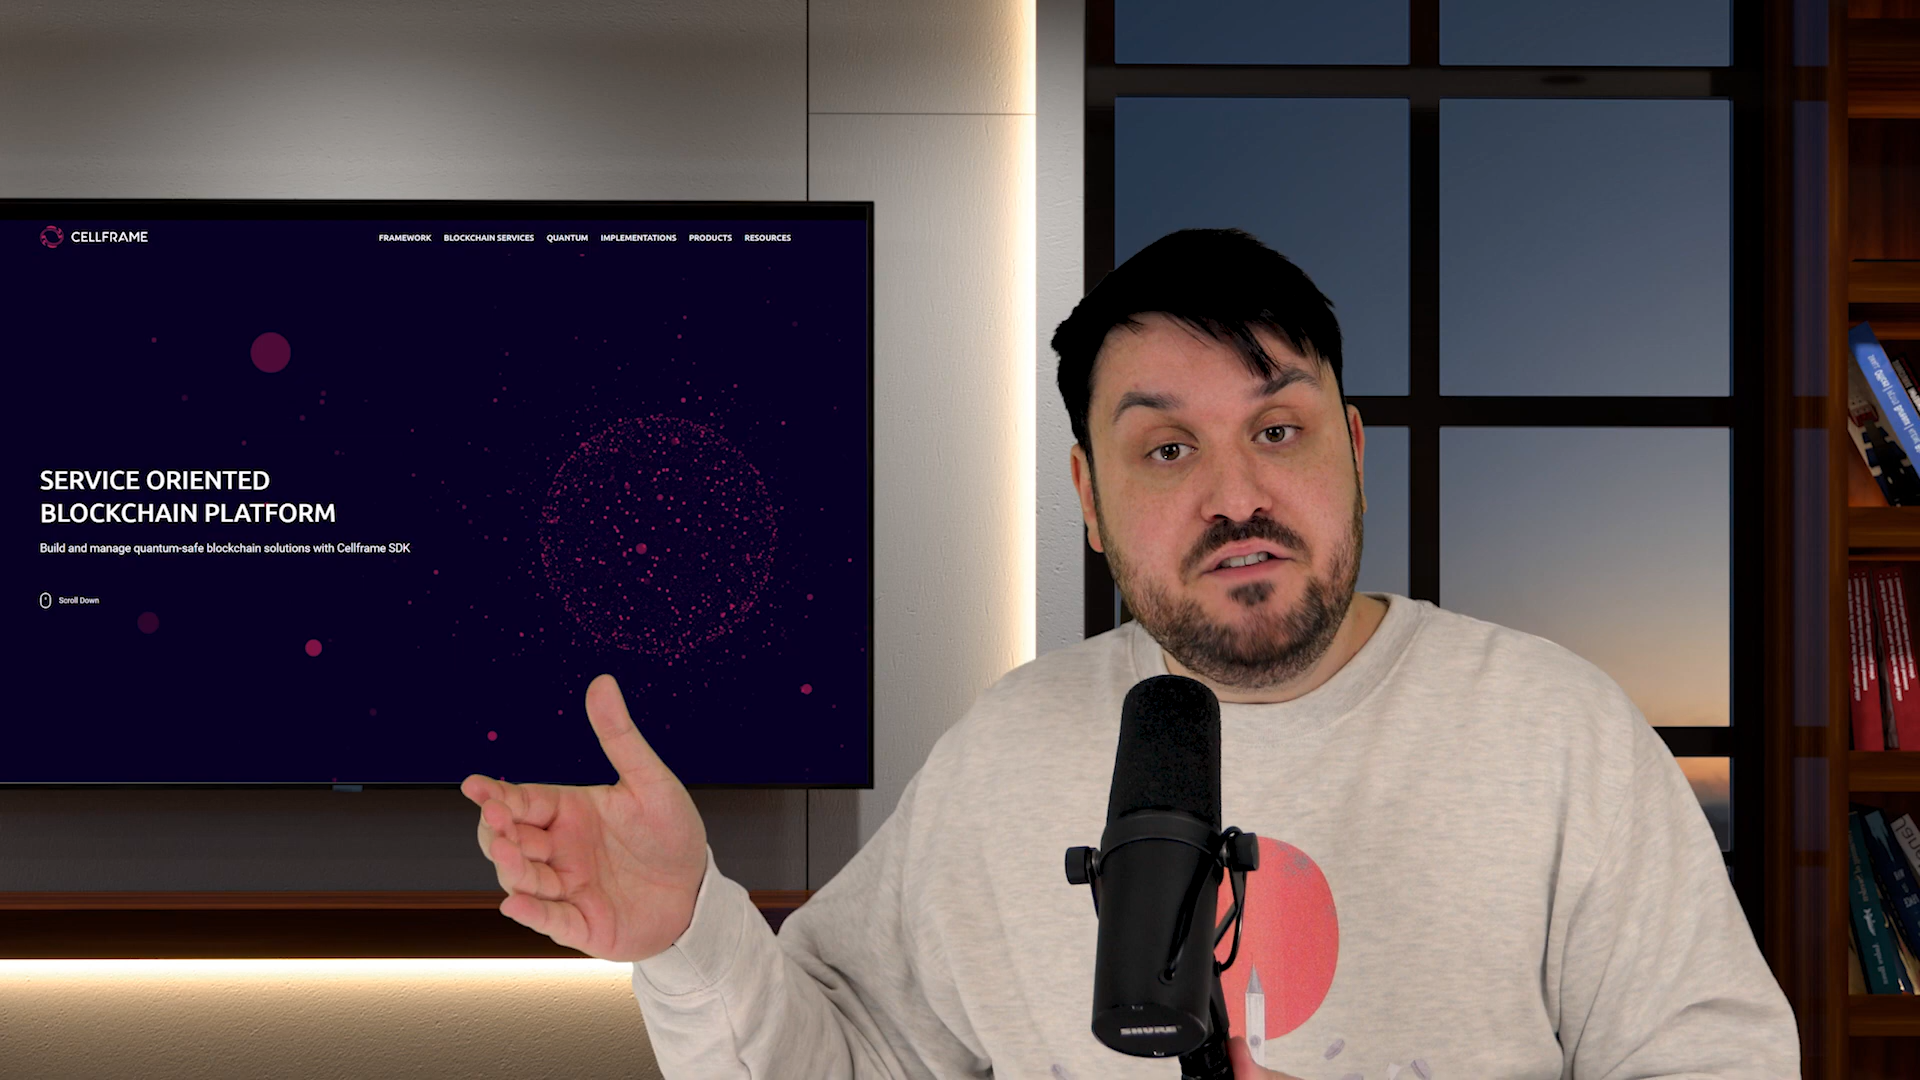 CELLFRAME
FRAMEWORK BLOCKCHAIN SERVICES QUANTUM IMPLEMENTATIONS PRODUCTS RESOURCES
SERVICE ORIENTED
BLOCKCHAIN PLATFORM
Build and manage quantum-safe blockchain solutions with Cellframe SDK
Scroll Down
SHURE